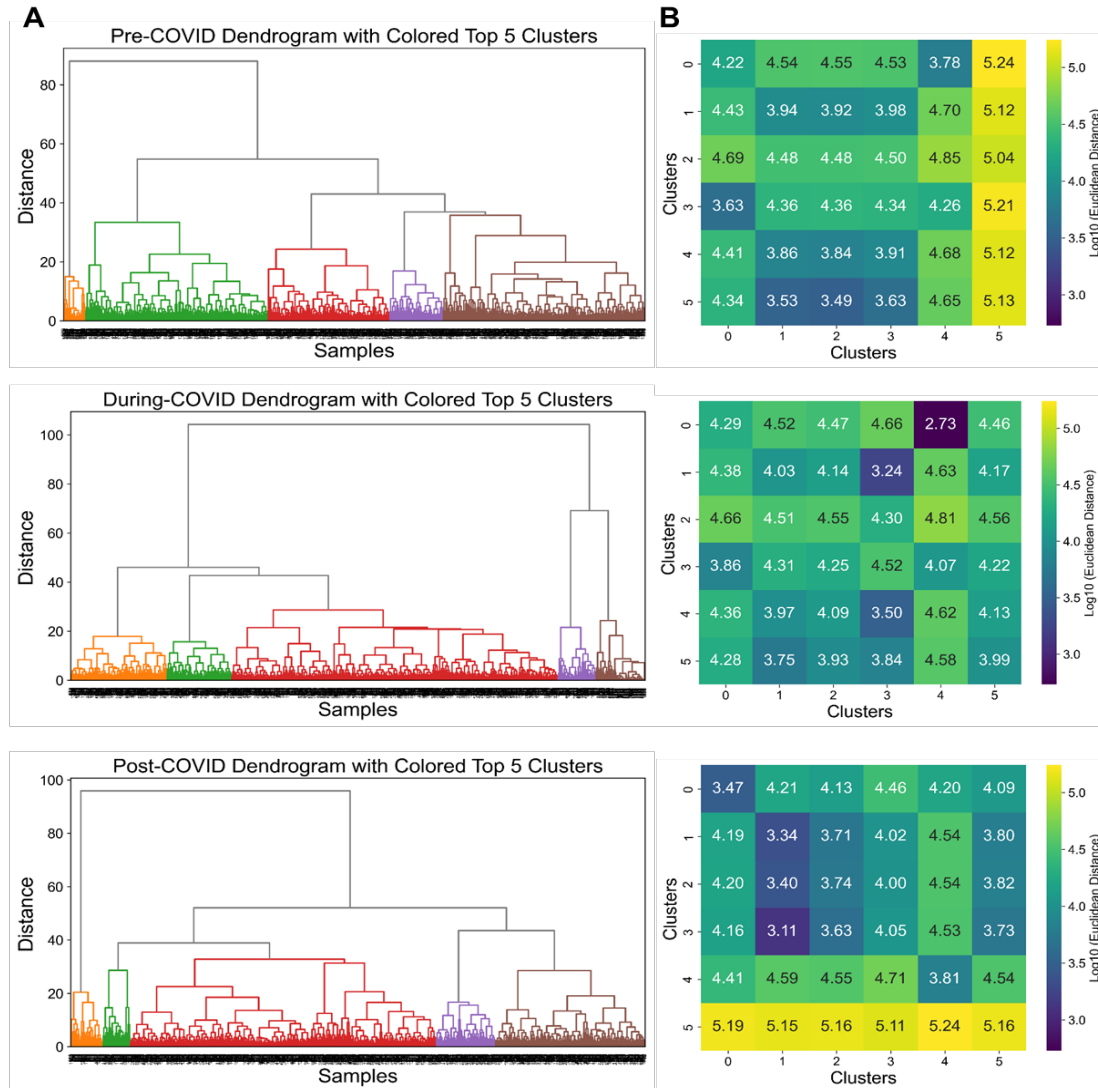 A
B
Pre-COVID Dendrogram with Colored Top 5 Clusters
Distance
80
60
40
20
0
Samples
Clusters
0 4.22 4.54 4.55 4.53 3.78 5.24
1 4.43 3.94 3.92 3.98 4.70 5.12
2 4.69 4.48 4.48 4.50 4.85 5.04
3 3.63 4.36 4.36 4.34 4.26 5.21
4 4.41 3.86 3.84 3.91 4.68 5.12
5 4.34 3.53 3.49 3.63 4.65 5.13
0 1 2 3 4 5
Clusters
5.0
4.5
4.0
3.5
3.0
Log10 (Euclidean Distance)
During-COVID Dendrogram with Colored Top 5 Clusters
Distance
100
80
60
40
20
0
Samples
Clusters
0 4.29 4.52 4.47 4.66 2.73 4.46
1 4.38 4.03 4.14 3.24 4.63 4.17
2 4.66 4.51 4.55 4.30 4.81 4.56
3 3.86 4.31 4.25 4.52 4.07 4.22
4 4.36 3.97 4.09 3.50 4.62 4.13
5 4.28 3.75 3.93 3.84 4.58 3.99
0 1 2 3 4 5
Clusters
5.0
4.5
4.0
3.5
3.0
Log10 (Euclidean Distance)
Post-COVID Dendrogram with Colored Top 5 Clusters
Distance
100
80
60
40
20
0
Samples
Clusters
0 3.47 4.21 4.13 4.46 4.20 4.09
1 4.19 3.34 3.71 4.02 4.54 3.80
2 4.20 3.40 3.74 4.00 4.54 3.82
3 4.16 3.11 3.63 4.05 4.53 3.73
4 4.41 4.59 4.55 4.71 3.81 4.54
5 5.19 5.15 5.16 5.11 5.24 5.16
0 1 2 3 4 5
Clusters
5.0
4.5
4.0
3.5
3.0
Log10 (Euclidean Distance)